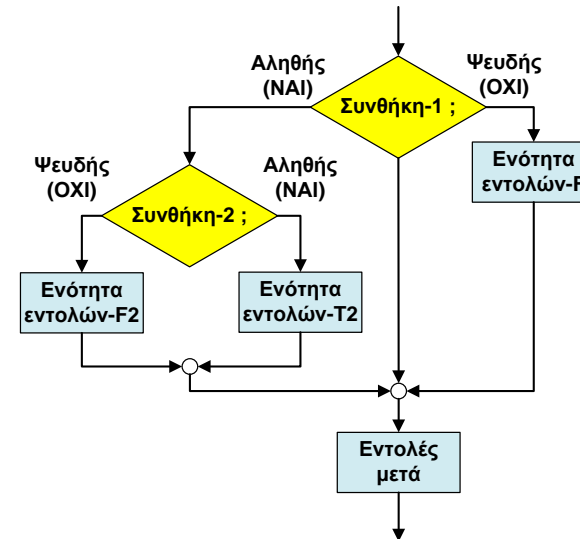 Αληθής
(ΝΑΙ)
Ψευδής
(ΟΧΙ)
Συνθήκη-1 ;
Ενότητα
εντολών-F
Ψευδής
(ΟΧΙ)
Αληθής
(ΝΑΙ)
Συνθήκη-2 ;
Ενότητα
εντολών-F2
Ενότητα
εντολών-T2
Εντολές
μετά